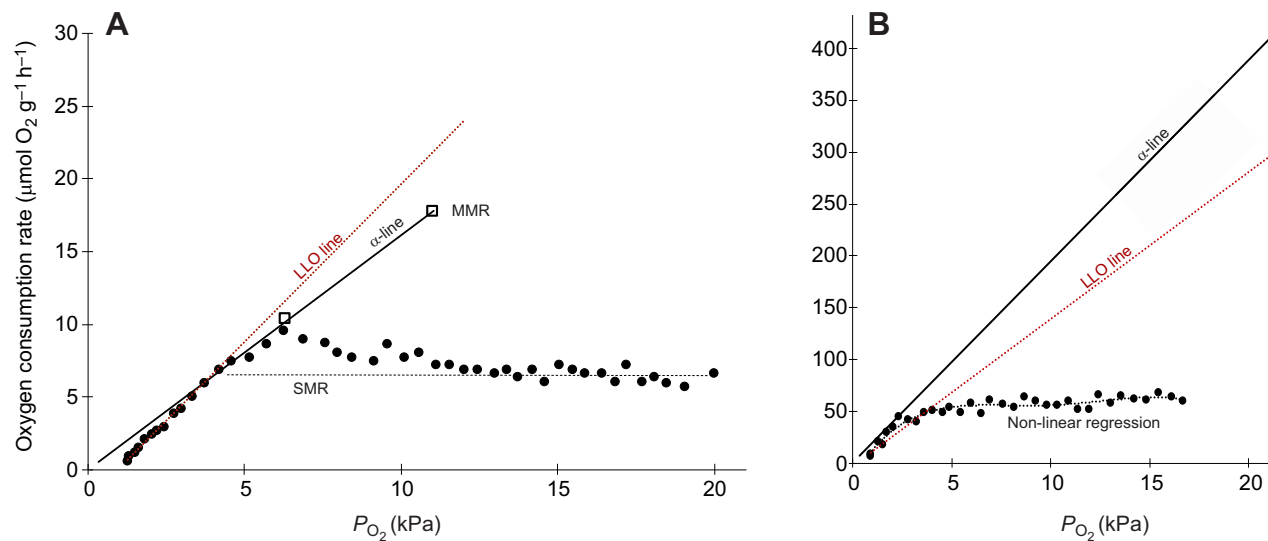 A
Oxygen consumption rate (μmol O₂ g⁻¹ h⁻¹)
30
25
20
15
10
5
0
LLO line
α-line
MMR
SMR
0 5 10 15 20
P_O₂ (kPa)
B
400
350
300
250
200
150
100
50
0
α-line
LLO line
Non-linear regression
0 5 10 15 20
P_O₂ (kPa)